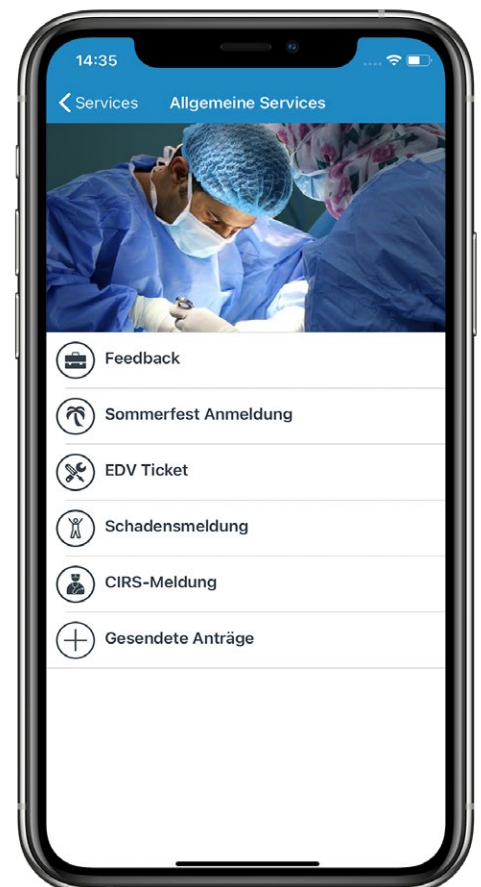 14:35
Services Allgemeine Services
Feedback
Sommerfest Anmeldung
EDV Ticket
Schadensmeldung
CIRS-Meldung
Gesendete Anträge